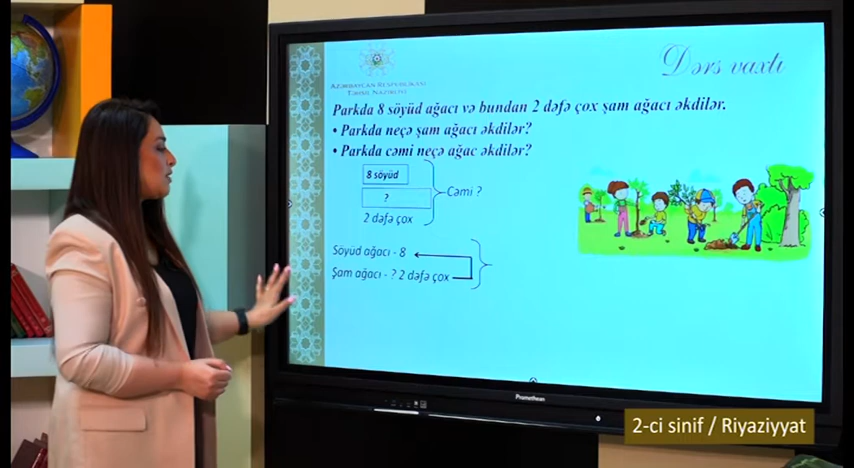 Dərs vaxtı
AZƏRBAYCAN RESPUBLİKASI
TƏHSİL NAZİRLİYİ
Parkda 8 söyüd ağacı və bundan 2 dəfə çox şam ağacı əkdilər.
• Parkda neçə şam ağacı əkdilər?
• Parkda cəmi neçə ağac əkdilər?
8 söyüd
?
Cəmi ?
2 dəfə çox
Söyüd ağacı - 8
Şam ağacı - ? 2 dəfə çox
Promethean
2-ci sinif / Riyaziyyat